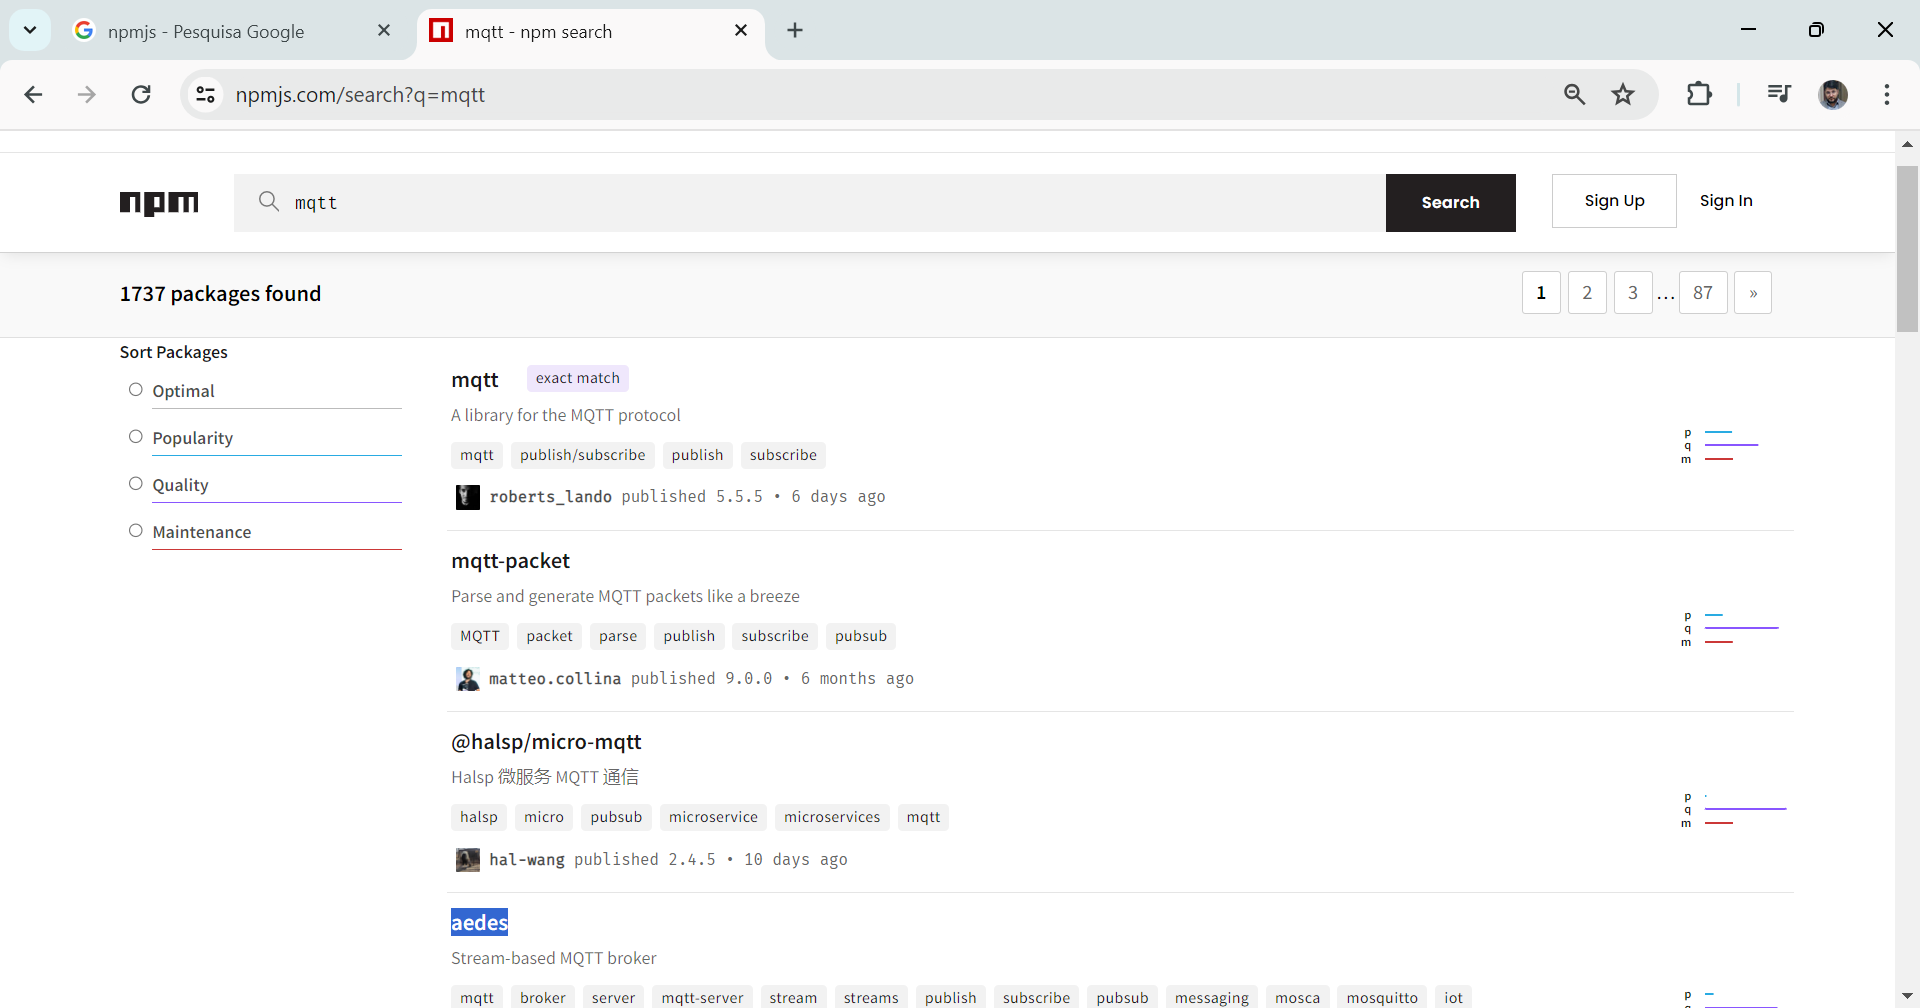 npmjs - Pesquisa Google
mqtt - npm search
npmjs.com/search?q=mqtt
npm
mqtt
Search
Sign Up
Sign In
1737 packages found
1 2 3 ... 87 »
Sort Packages
Optimal
Popularity
Quality
Maintenance
mqtt exact match
A library for the MQTT protocol
mqtt publish/subscribe publish subscribe
roberts_lando published 5.5.5 • 6 days ago
p
q
m
mqtt-packet
Parse and generate MQTT packets like a breeze
MQTT packet parse publish subscribe pubsub
matteo.collina published 9.0.0 • 6 months ago
p
q
m
@halsp/micro-mqtt
Halsp 微服务 MQTT 通信
halsp micro pubsub microservice microservices mqtt
hal-wang published 2.4.5 • 10 days ago
p
q
m
aedes
Stream-based MQTT broker
mqtt broker server mqtt-server stream streams publish subscribe pubsub messaging mosca mosquitto iot
p